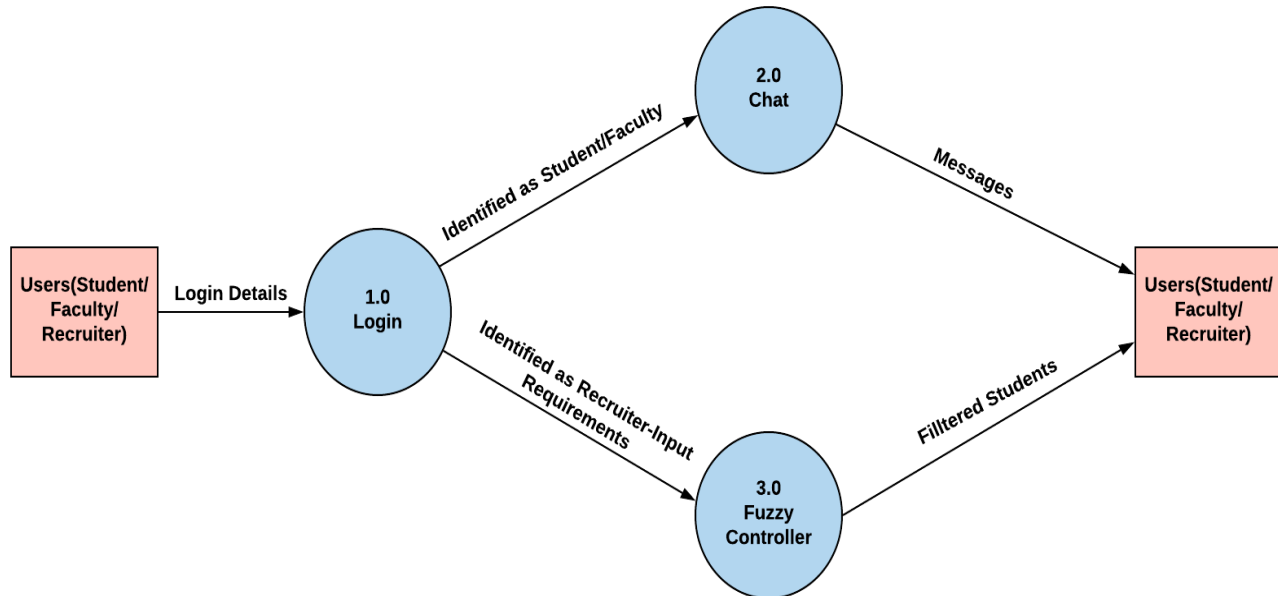 Users(Student/
Faculty/
Recruiter)
Login Details
1.0
Login
Identified as Student/Faculty
2.0
Chat
Messages
Identified as Recruiter-Input
Requirements
3.0
Fuzzy
Controller
Filltered Students
Users(Student/
Faculty/
Recruiter)